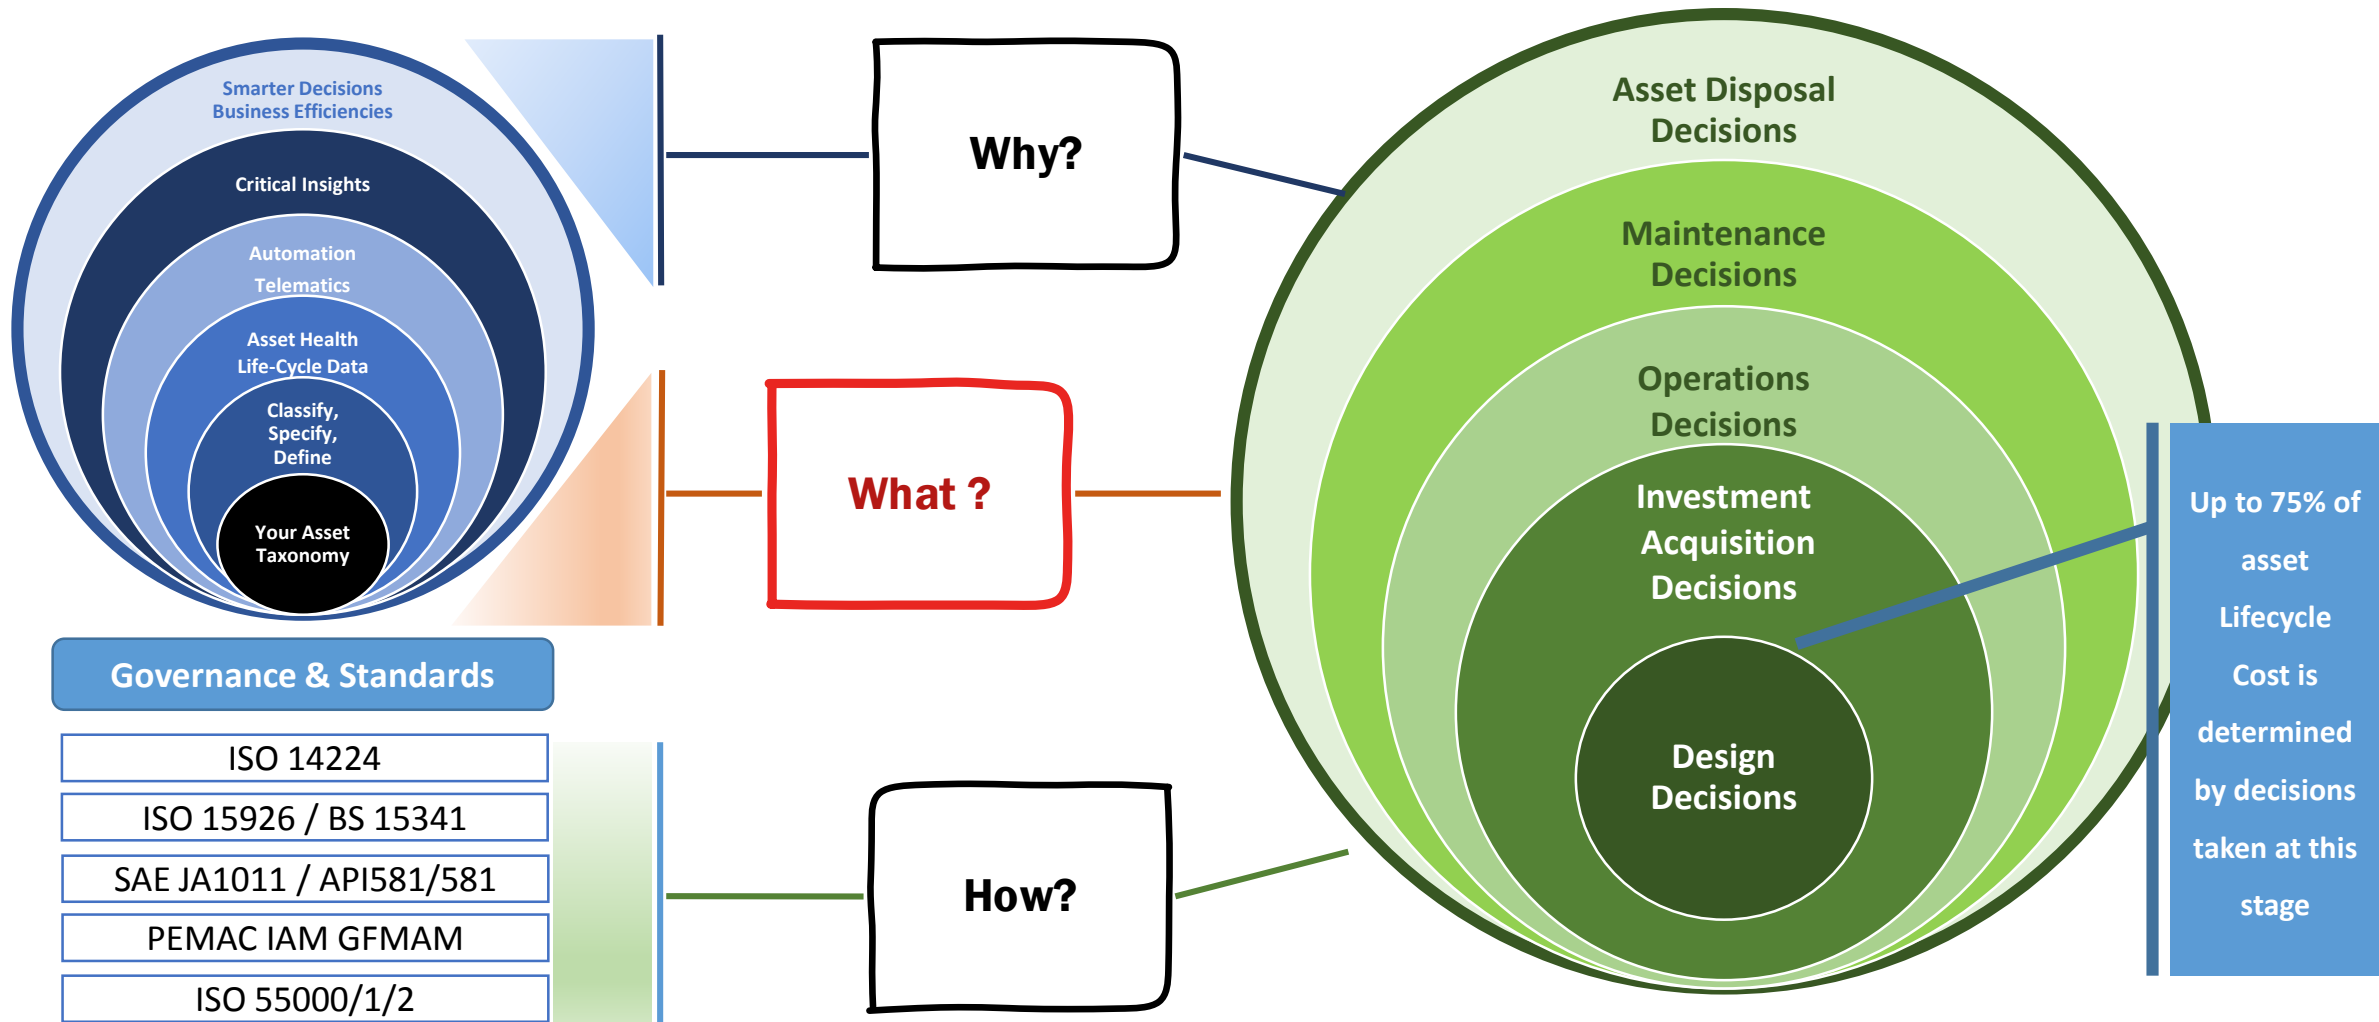 Smarter Decisions
Business Efficiencies
Critical Insights
Automation
Telematics
Asset Health
Life-Cycle Data
Classify,
Specify,
Define
Your Asset
Taxonomy
Governance & Standards
ISO 14224
ISO 15926 / BS 15341
SAE JA1011 / API581/581
PEMAC IAM GFMAM
ISO 55000/1/2
Why?
What ?
How?
Asset Disposal
Decisions
Maintenance
Decisions
Operations
Decisions
Investment
Acquisition
Decisions
Design
Decisions
Up to 75% of
asset
Lifecycle
Cost is
determined
by decisions
taken at this
stage